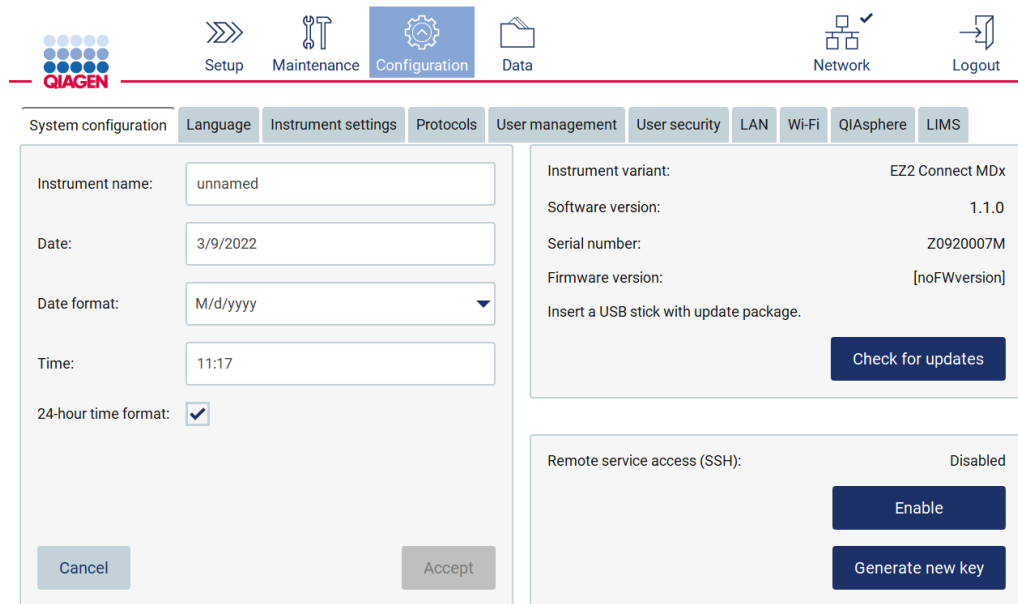 QIAGEN
Setup
Maintenance
Configuration
Data
Network
Logout
System configuration
Language
Instrument settings
Protocols
User management
User security
LAN
Wi-Fi
QIAsphere
LIMS
Instrument name: unnamed
Date: 3/9/2022
Date format: M/d/yyyy
Time: 11:17
24-hour time format:
Cancel
Accept
Instrument variant: EZ2 Connect MDx
Software version: 1.1.0
Serial number: Z0920007M
Firmware version: [noFWversion]
Insert a USB stick with update package.
Check for updates
Remote service access (SSH): Disabled
Enable
Generate new key